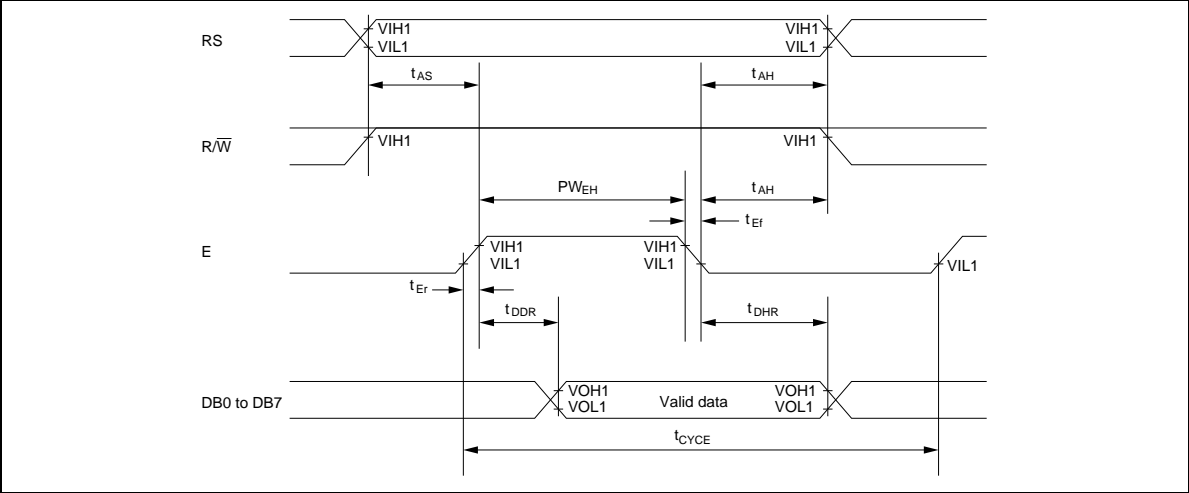 RS
VIH1
VIL1
VIH1
VIL1
tAS
tAH
R/W̅
VIH1
VIH1
PWEH
tAH
tEf
E
VIH1
VIL1
VIH1
VIL1
VIL1
tEr
tDDR
tDHR
DB0 to DB7
VOH1
VOL1
Valid data
VOH1
VOL1
tCYCE